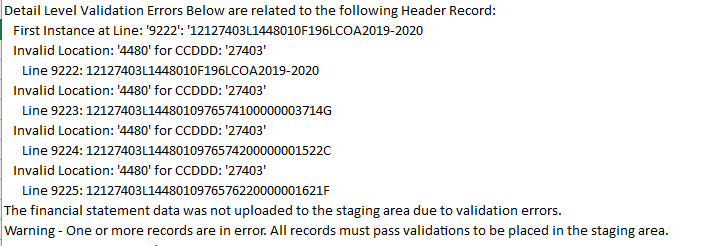 Detail Level Validation Errors Below are related to the following Header Record:
First Instance at Line: '9222': '12127403L1448010F196LCOA2019-2020
Invalid Location: '4480' for CCDDD: '27403'
Line 9222: 12127403L1448010F196LCOA2019-2020
Invalid Location: '4480' for CCDDD: '27403'
Line 9223: 12127403L14480109765741000000003714G
Invalid Location: '4480' for CCDDD: '27403'
Line 9224: 12127403L14480109765742000000001522C
Invalid Location: '4480' for CCDDD: '27403'
Line 9225: 12127403L14480109765762200000001621F
The financial statement data was not uploaded to the staging area due to validation errors.
Warning - One or more records are in error. All records must pass validations to be placed in the staging area.